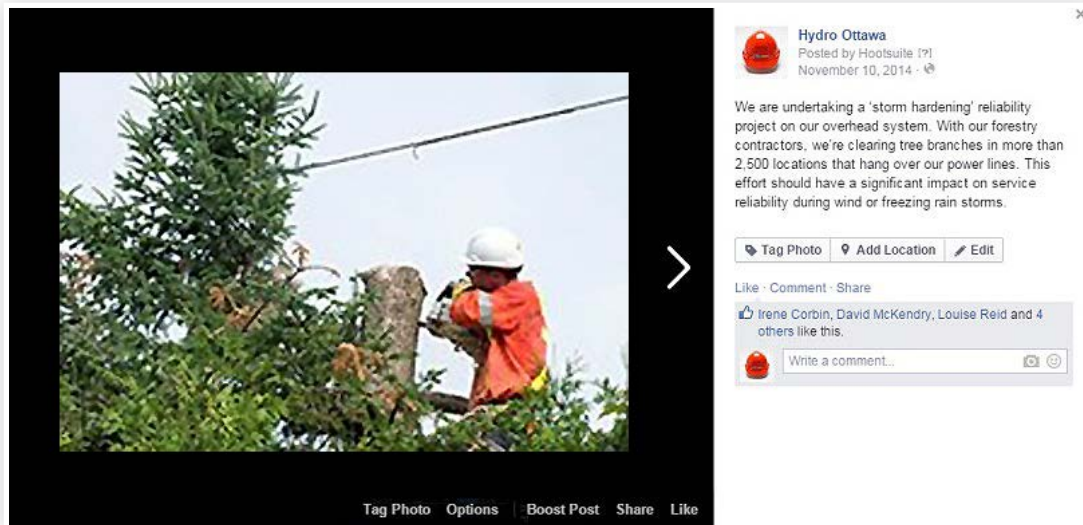 Hydro Ottawa
Posted by Hootsuite [?]
November 10, 2014 ·
We are undertaking a 'storm hardening' reliability
project on our overhead system. With our forestry
contractors, we're clearing tree branches in more than
2,500 locations that hang over our power lines. This
effort should have a significant impact on service
reliability during wind or freezing rain storms.
Tag Photo Add Location Edit
Like · Comment · Share
Irene Corbin, David McKendry, Louise Reid and 4
others like this.
Write a comment...
Tag Photo Options Boost Post Share Like